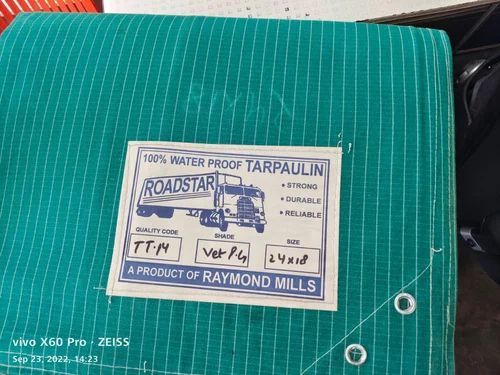 100% WATER PROOF TARPAULIN
ROADSTAR
• STRONG
• DURABLE
• RELIABLE
QUALITY CODE
SHADE
SIZE
TT-14
Vet P.G
24x18
A PRODUCT OF RAYMOND MILLS
vivo X60 Pro · ZEISS
Sep 23, 2022, 14:23